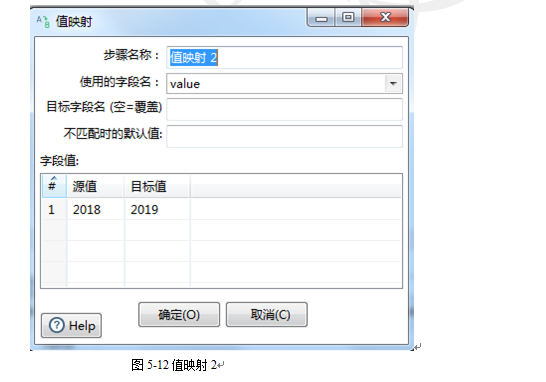 值映射
步骤名称：
值映射 2
使用的字段名：
value
目标字段名 (空=覆盖)
不匹配时的默认值:
字段值:
# 源值 目标值
1 2018 2019
确定(O) 取消(C)
Help
图 5-12 值映射 2